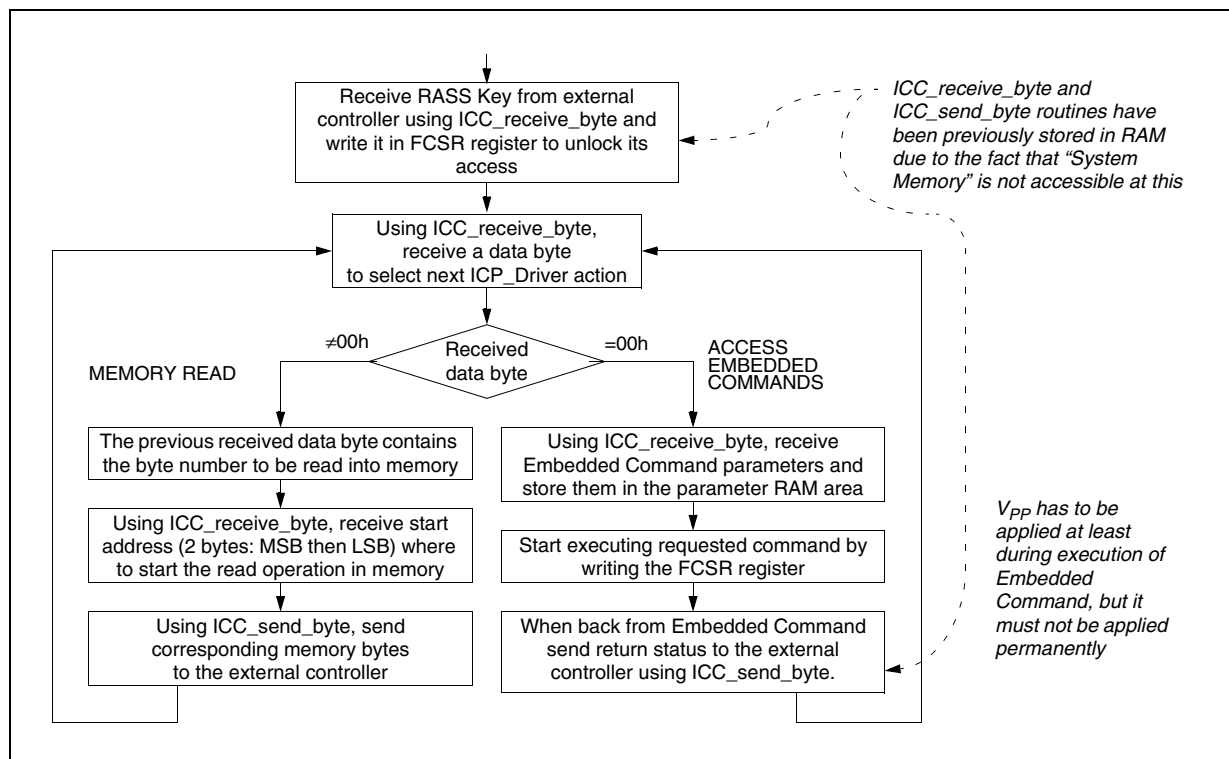 Receive RASS Key from external
controller using ICC_receive_byte and
write it in FCSR register to unlock its
access
ICC_receive_byte and
ICC_send_byte routines have
been previously stored in RAM
due to the fact that “System
Memory” is not accessible at this
Using ICC_receive_byte,
receive a data byte
to select next ICP_Driver action
≠00h
Received
data byte
=00h
MEMORY READ
ACCESS
EMBEDDED
COMMANDS
The previous received data byte contains
the byte number to be read into memory
Using ICC_receive_byte, receive start
address (2 bytes: MSB then LSB) where
to start the read operation in memory
Using ICC_send_byte, send
corresponding memory bytes
to the external controller
Using ICC_receive_byte, receive
Embedded Command parameters and
store them in the parameter RAM area
Start executing requested command by
writing the FCSR register
When back from Embedded Command
send return status to the external
controller using ICC_send_byte.
VPP has to be
applied at least
during execution of
Embedded
Command, but it
must not be applied
permanently